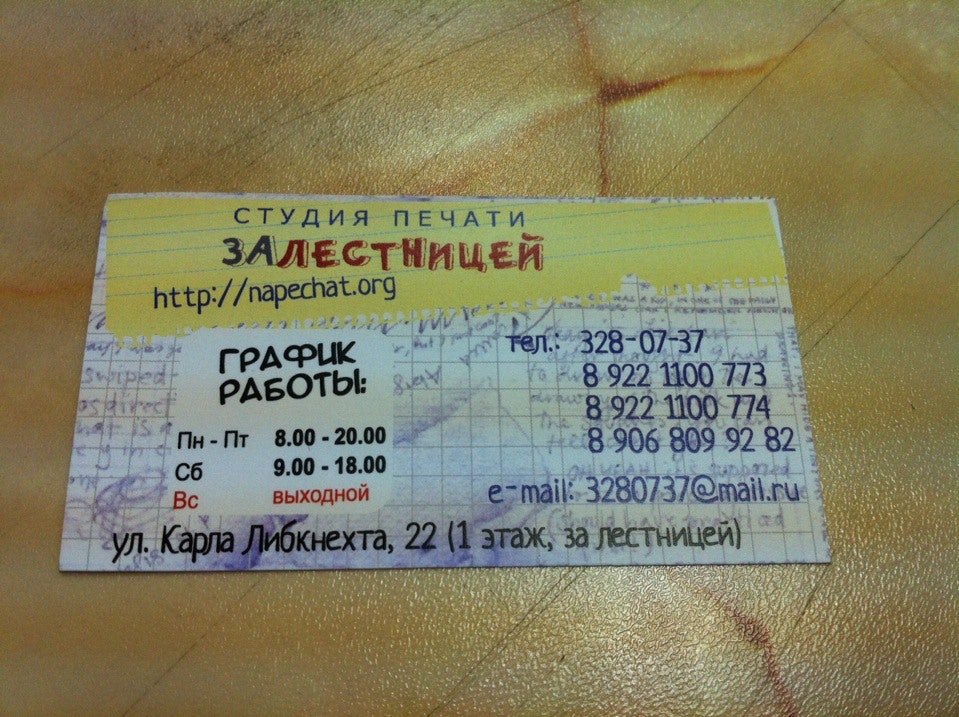 СТУДИЯ ПЕЧАТИ
ЗАЛЕСТНИЦЕЙ
http://napechat.org
ГРАФИК
РАБОТЫ:
Пн - Пт 8.00 - 20.00
Сб 9.00 - 18.00
Вс выходной
тел.: 328-07-37
8 922 1100 773
8 922 1100 774
8 906 809 92 82
e-mail: 3280737@mail.ru
ул. Карла Либкнехта, 22 (1 этаж, за лестницей)